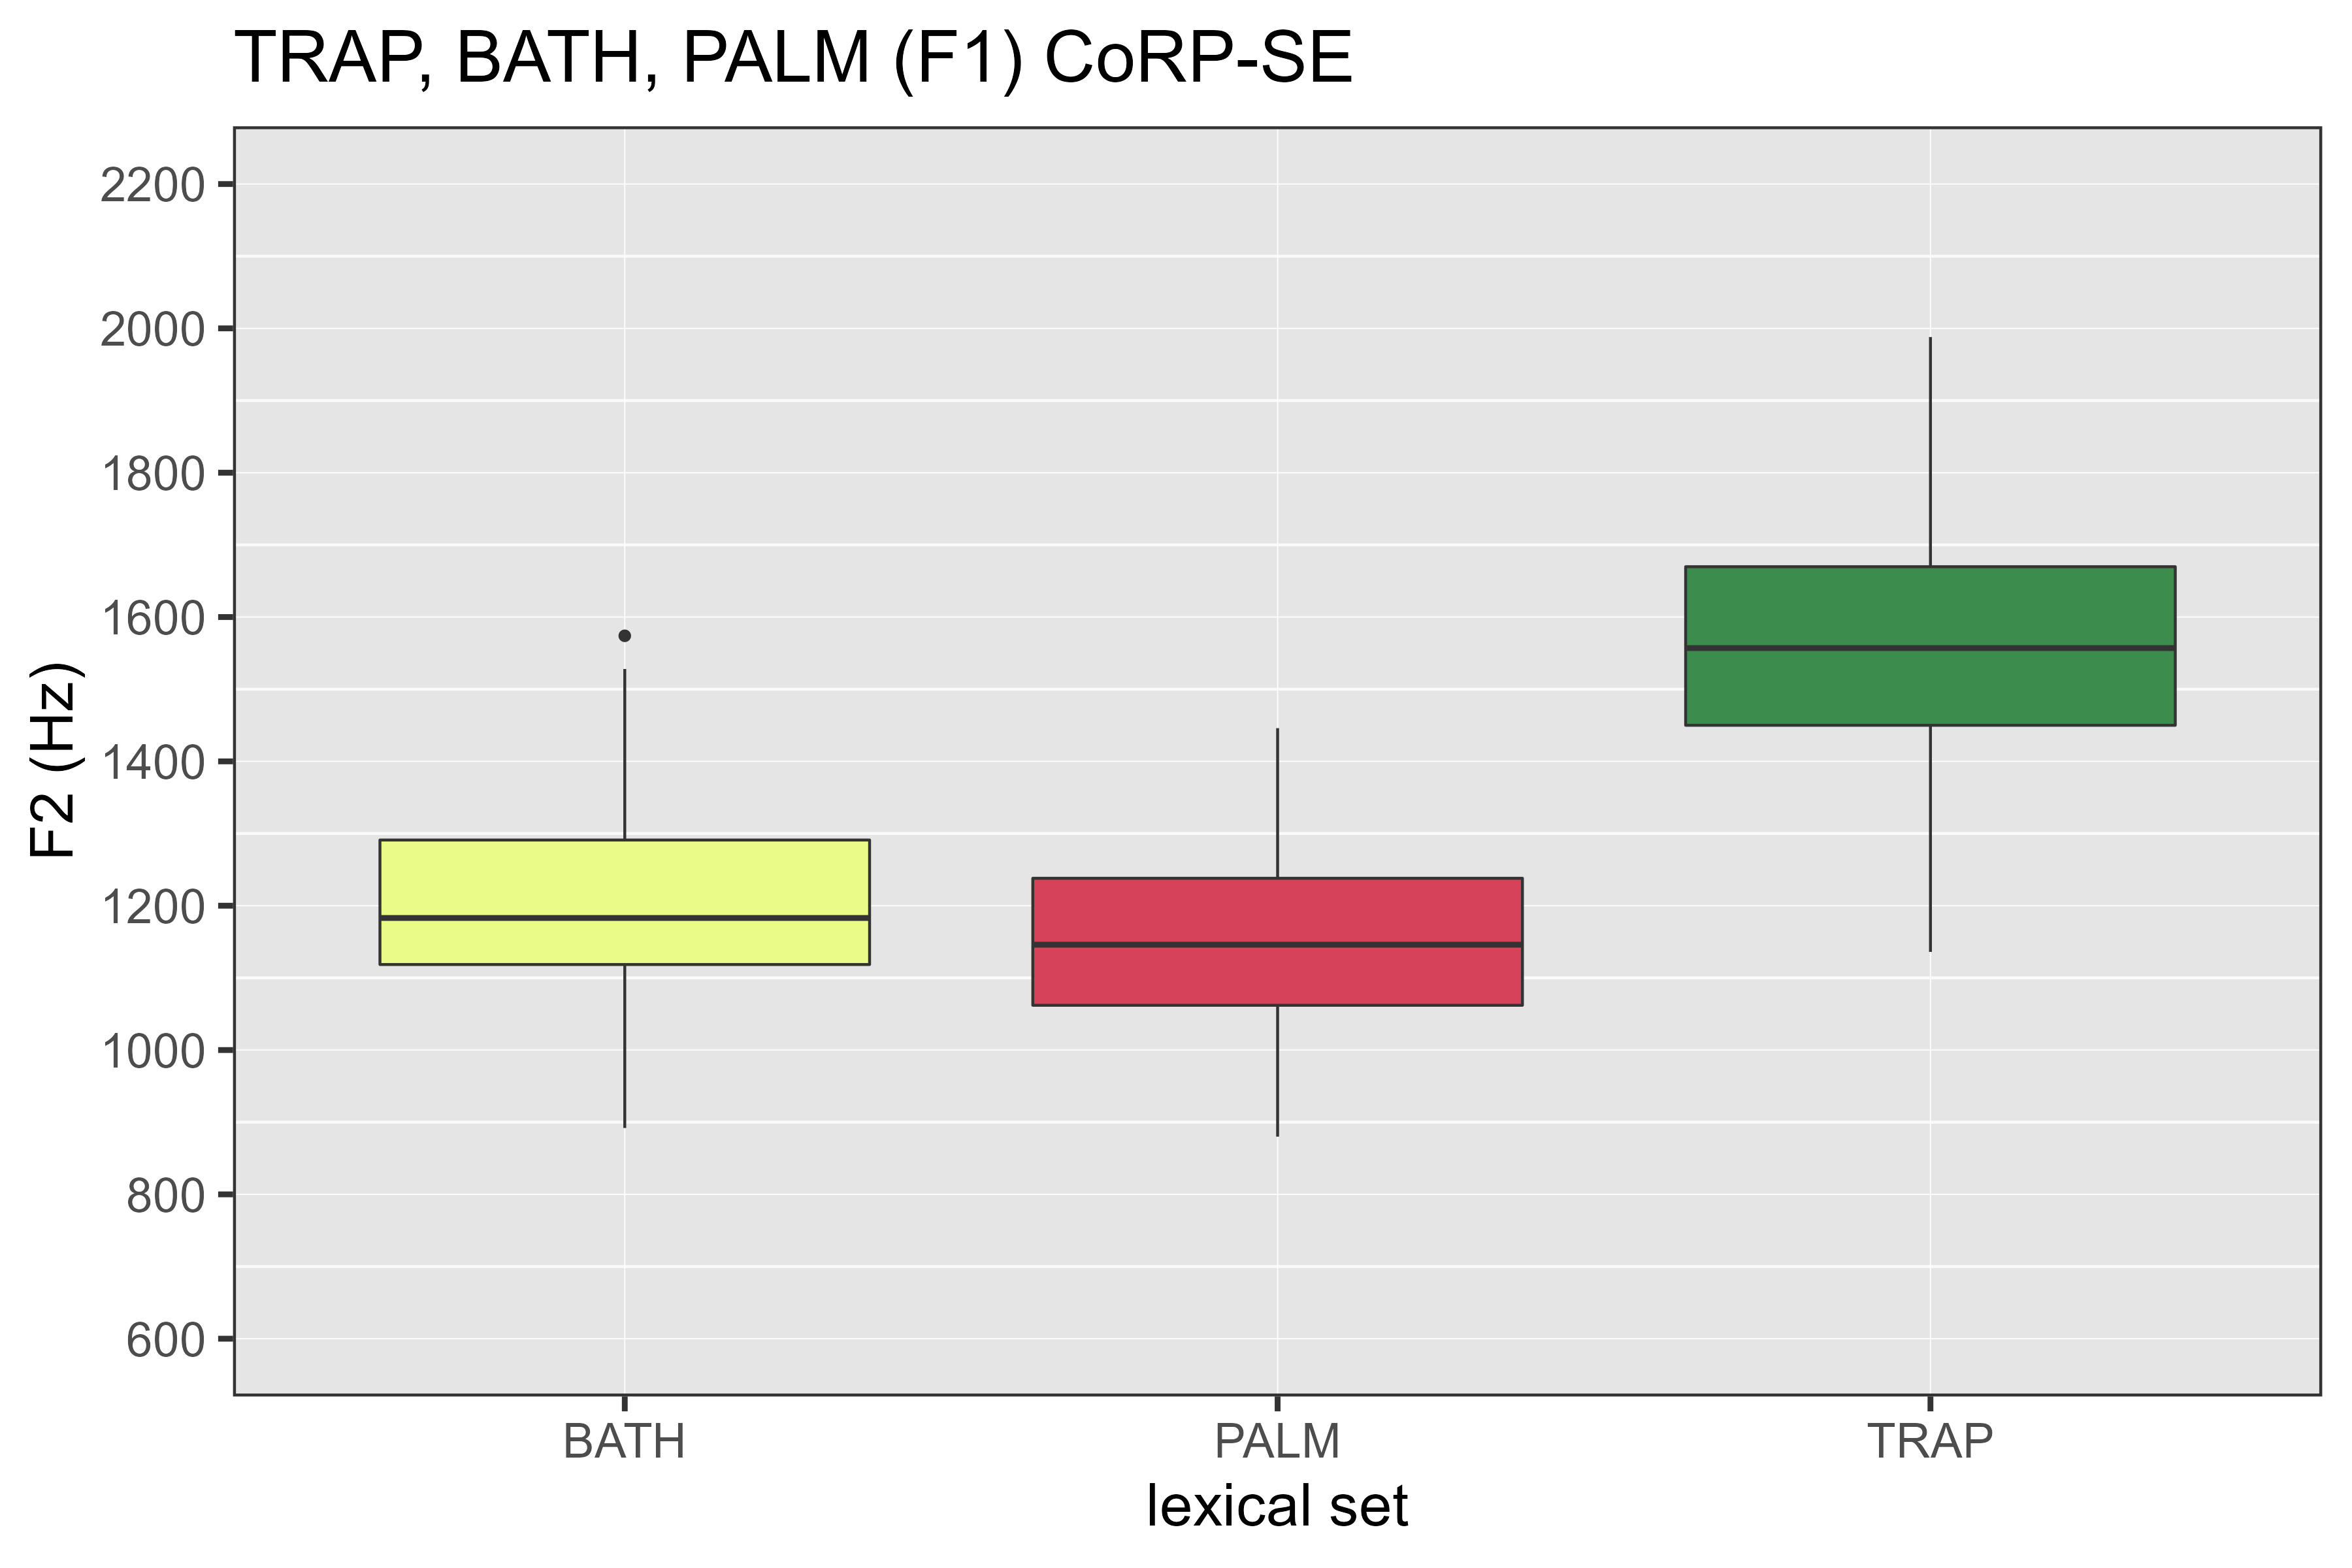 TRAP, BATH, PALM (F1) CoRP-SE
2200
2000
1800
1600
1400
1200
1000
800
600
F2 (Hz)
BATH PALM TRAP
lexical set